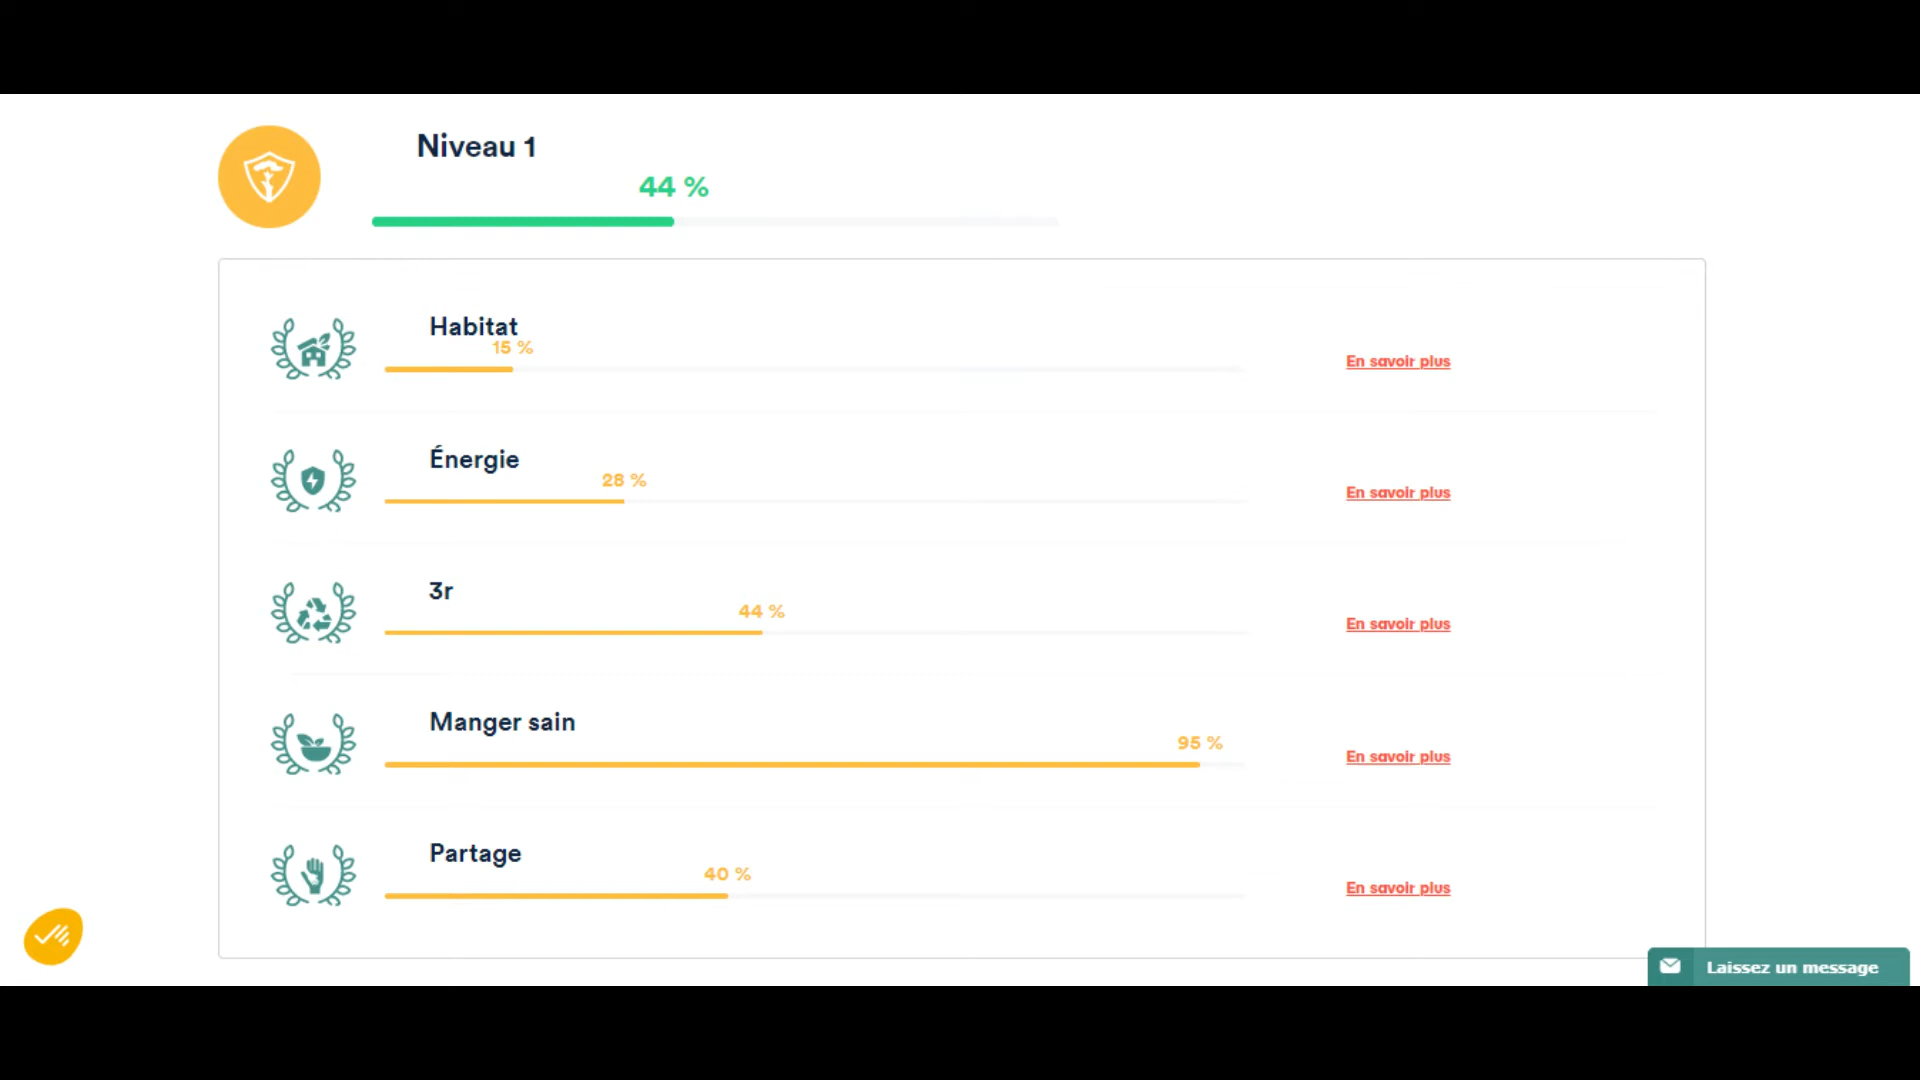 Niveau 1
44 %
Habitat
15 %
En savoir plus
Énergie
28 %
En savoir plus
3r
44 %
En savoir plus
Manger sain
95 %
En savoir plus
Partage
40 %
En savoir plus
Laissez un message